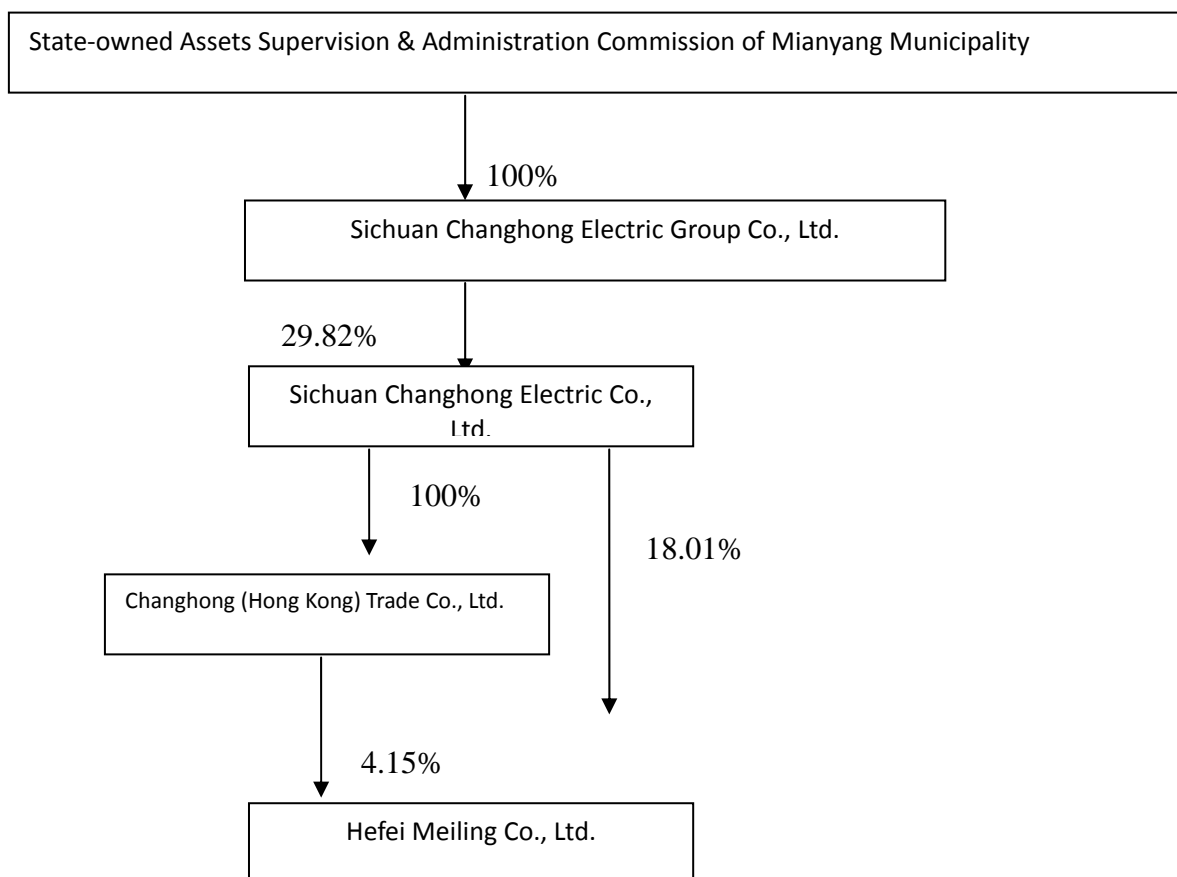 State-owned Assets Supervision & Administration Commission of Mianyang Municipality
100%
Sichuan Changhong Electric Group Co., Ltd.
29.82%
Sichuan Changhong Electric Co.,
Ltd.
100%
18.01%
Changhong (Hong Kong) Trade Co., Ltd.
4.15%
Hefei Meiling Co., Ltd.